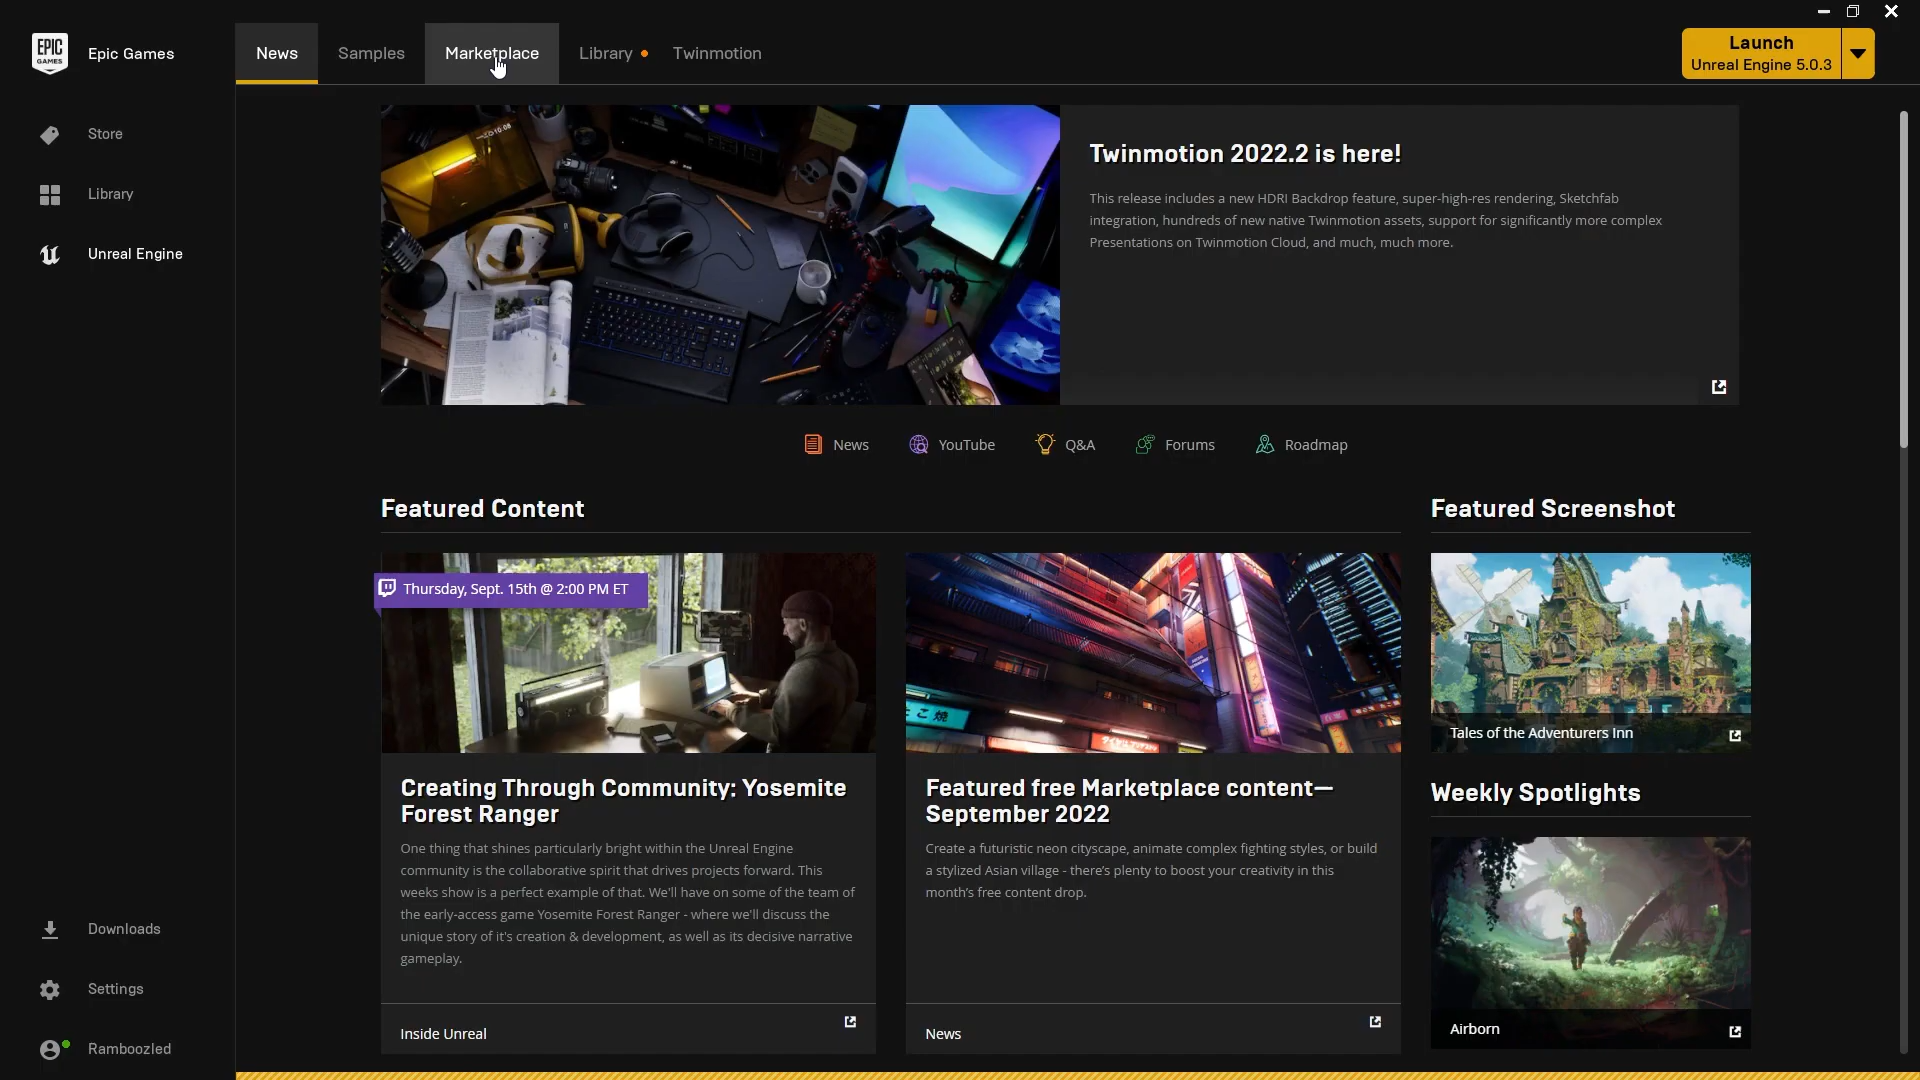 EPIC
GAMES
Epic Games
News
Samples
Marketplace
Library
Twinmotion
Launch
Unreal Engine 5.0.3
Store
Library
Unreal Engine
Twinmotion 2022.2 is here!
This release includes a new HDRI Backdrop feature, super-high-res rendering, Sketchfab
integration, hundreds of new native Twinmotion assets, support for significantly more complex
Presentations on Twinmotion Cloud, and much, much more.
News
YouTube
Q&A
Forums
Roadmap
Featured Content
Featured Screenshot
Thursday, Sept. 15th @ 2:00 PM ET
Creating Through Community: Yosemite
Forest Ranger
One thing that shines particularly bright within the Unreal Engine
community is the collaborative spirit that drives projects forward. This
weeks show is a perfect example of that. We'll have on some of the team of
the early-access game Yosemite Forest Ranger - where we'll discuss the
unique story of it's creation & development, as well as its decisive narrative
gameplay.
Inside Unreal
Featured free Marketplace content—
September 2022
Create a futuristic neon cityscape, animate complex fighting styles, or build
a stylized Asian village - there's plenty to boost your creativity in this
month's free content drop.
News
Tales of the Adventurers Inn
Weekly Spotlights
Airborn
Downloads
Settings
Ramboozled